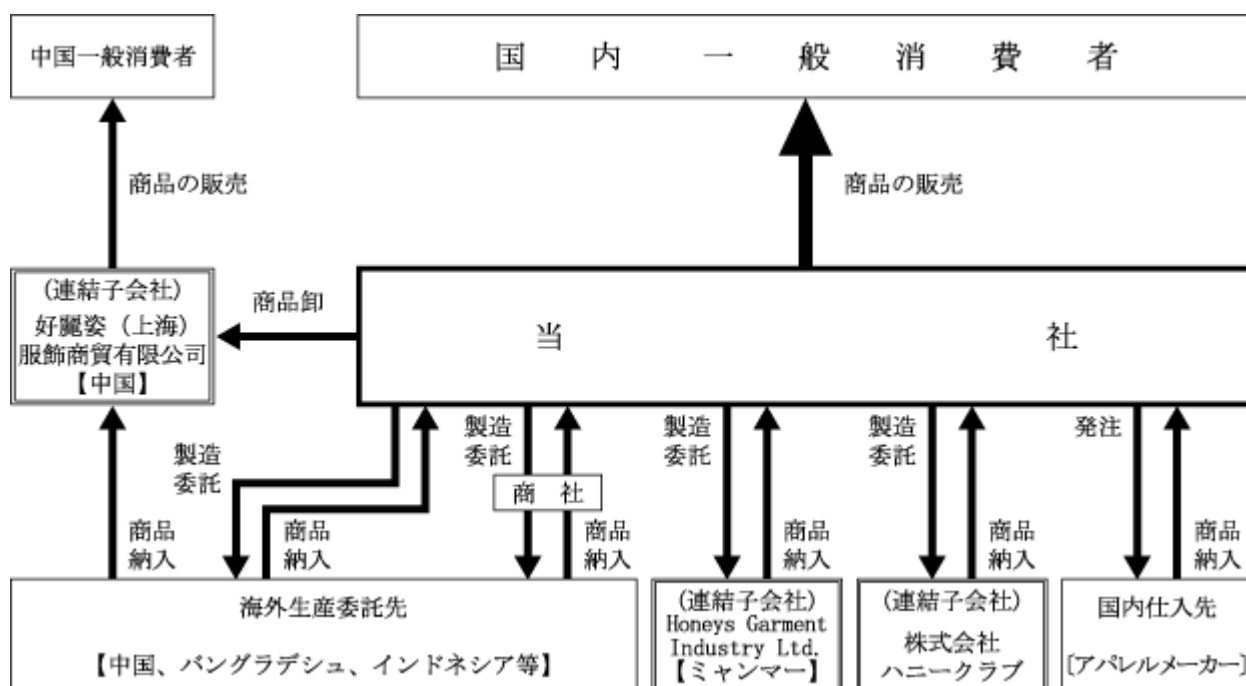 中国一般消費者
国内一般消費者
商品の販売
商品の販売
(連結子会社)
好麗姿（上海）
服飾商貿有限公司
【中国】
商品卸
当社
製造
委託
製造
委託
製造
委託
製造
委託
発注
商社
商品
納入
商品
納入
商品
納入
商品
納入
商品
納入
商品
納入
海外生産委託先
【中国、バングラデシュ、インドネシア等】
(連結子会社)
Honeys Garment
Industry Ltd.
【ミャンマー】
(連結子会社)
株式会社
ハニークラブ
国内仕入先
[アパレルメーカー]